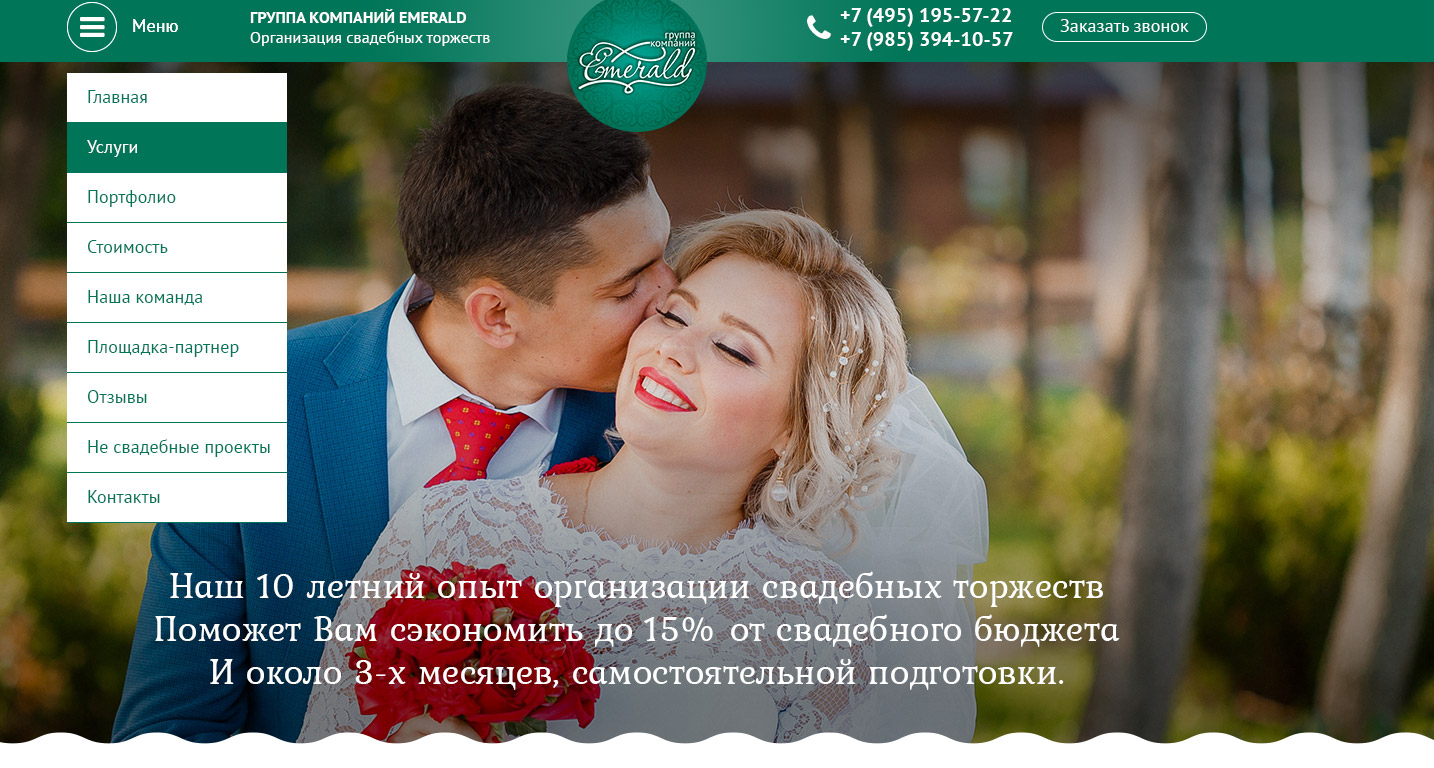 Меню
ГРУППА КОМПАНИЙ EMERALD
Организация свадебных торжеств
группа
компаний
Emerald
+7 (495) 195-57-22
+7 (985) 394-10-57
Заказать звонок
Главная
Услуги
Портфолио
Стоимость
Наша команда
Площадка-партнер
Отзывы
Не свадебные проекты
Контакты
Наш 10 летний опыт организации свадебных торжеств
Поможет Вам сэкономить до 15% от свадебного бюджета
И около 3-х месяцев, самостоятельной подготовки.